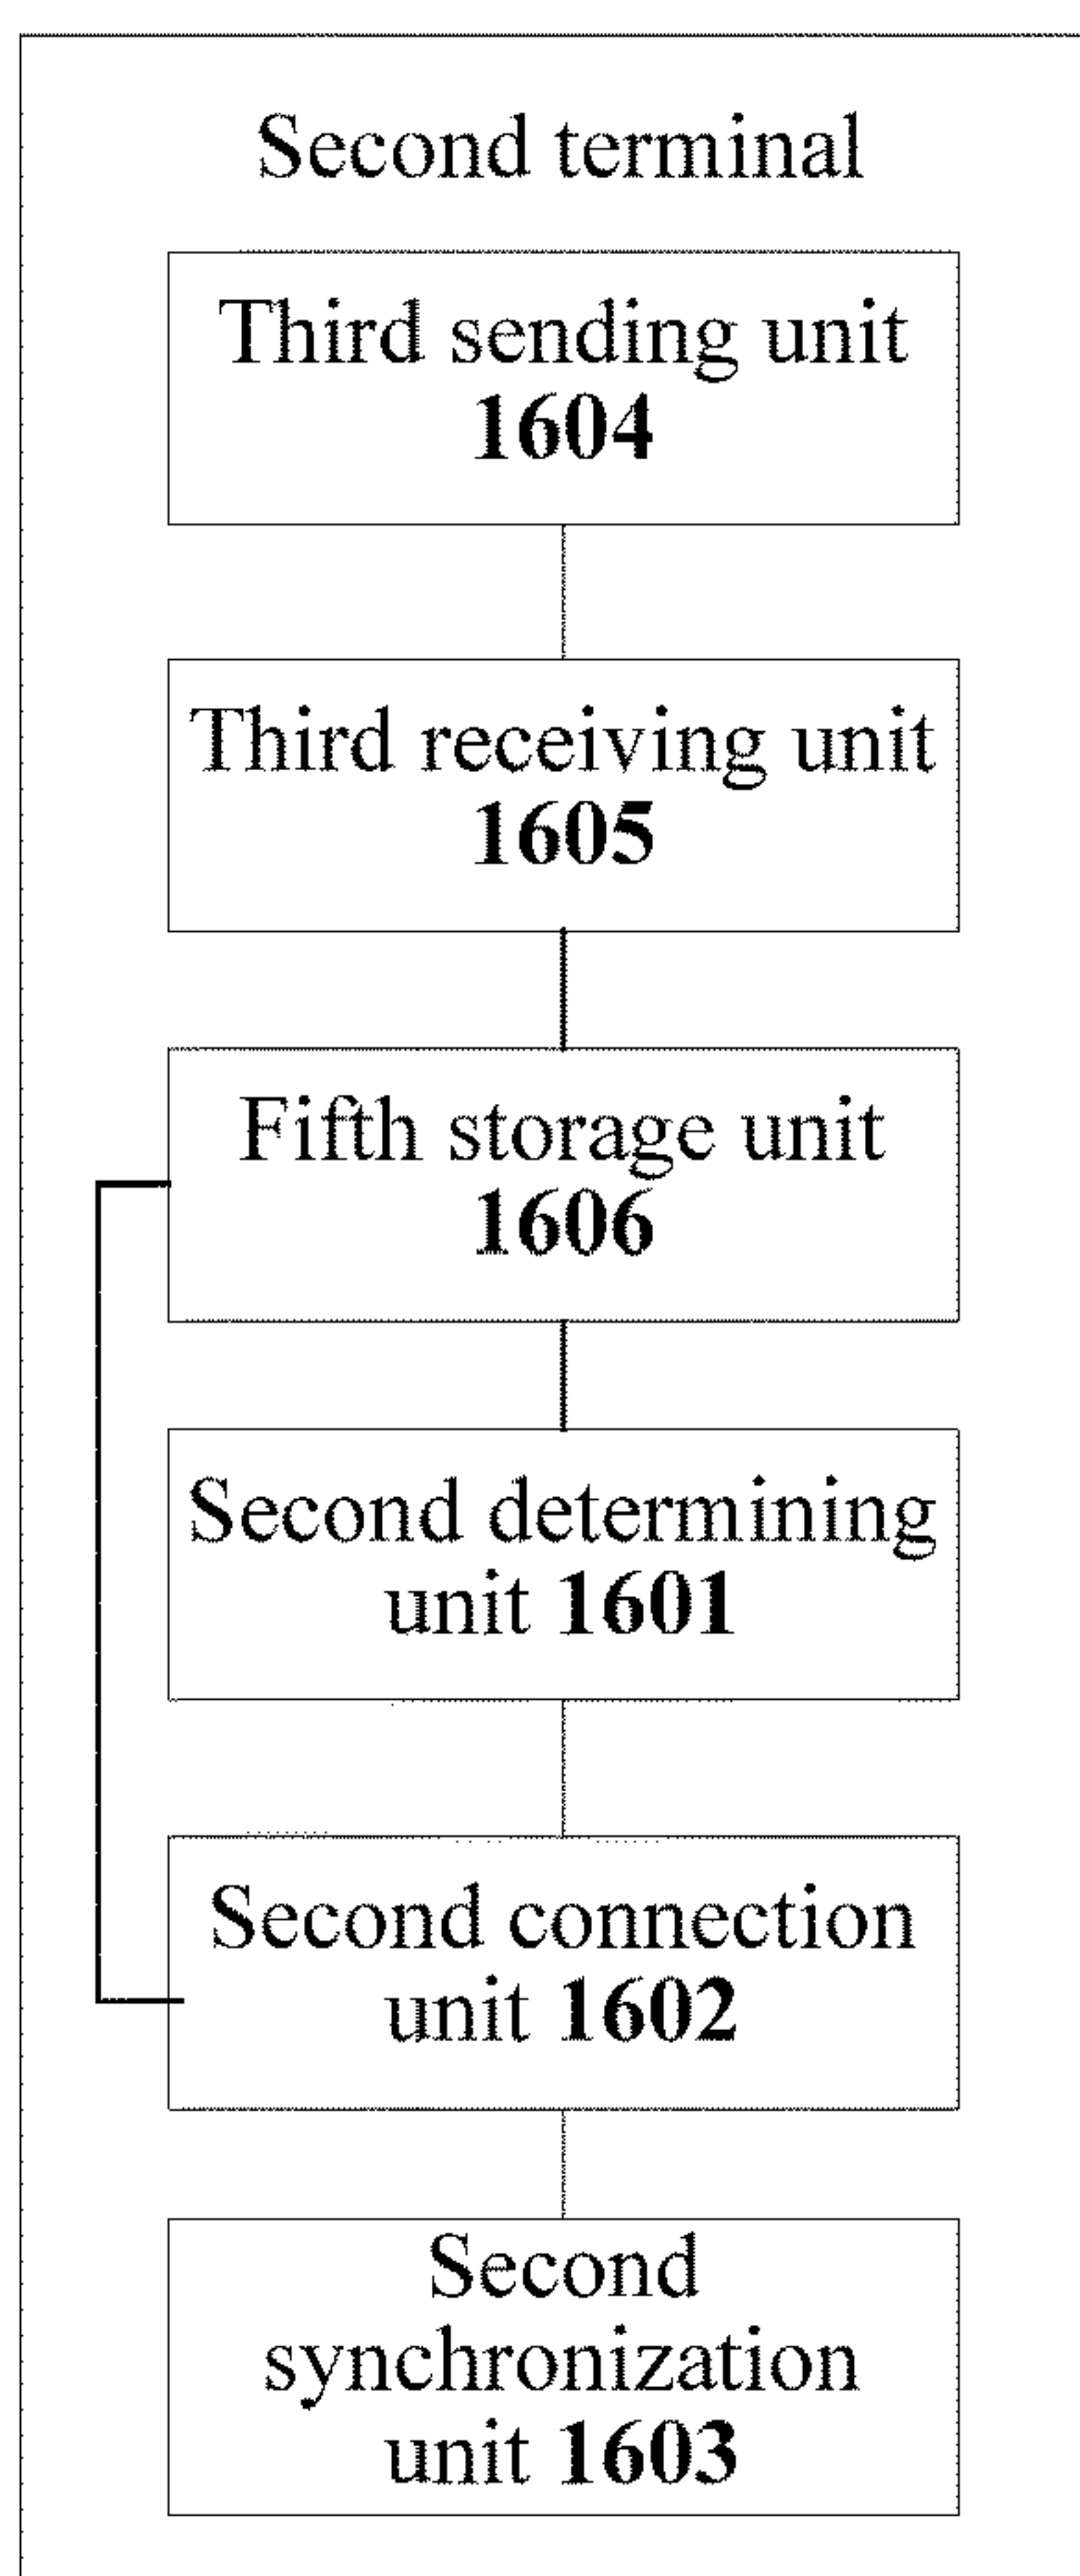 Second terminal
Third sending unit
1604
Third receiving unit
1605
Fifth storage unit
1606
Second determining
unit 1601
Second connection
unit 1602
Second
synchronization
unit 1603